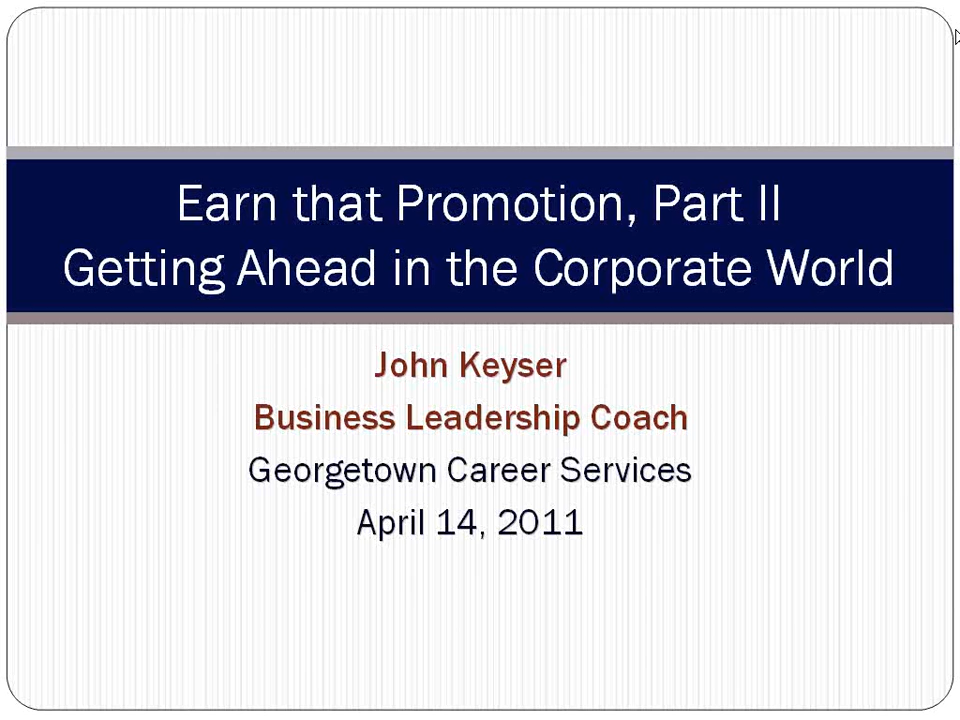 Earn that Promotion, Part II
Getting Ahead in the Corporate World
John Keyser
Business Leadership Coach
Georgetown Career Services
April 14, 2011